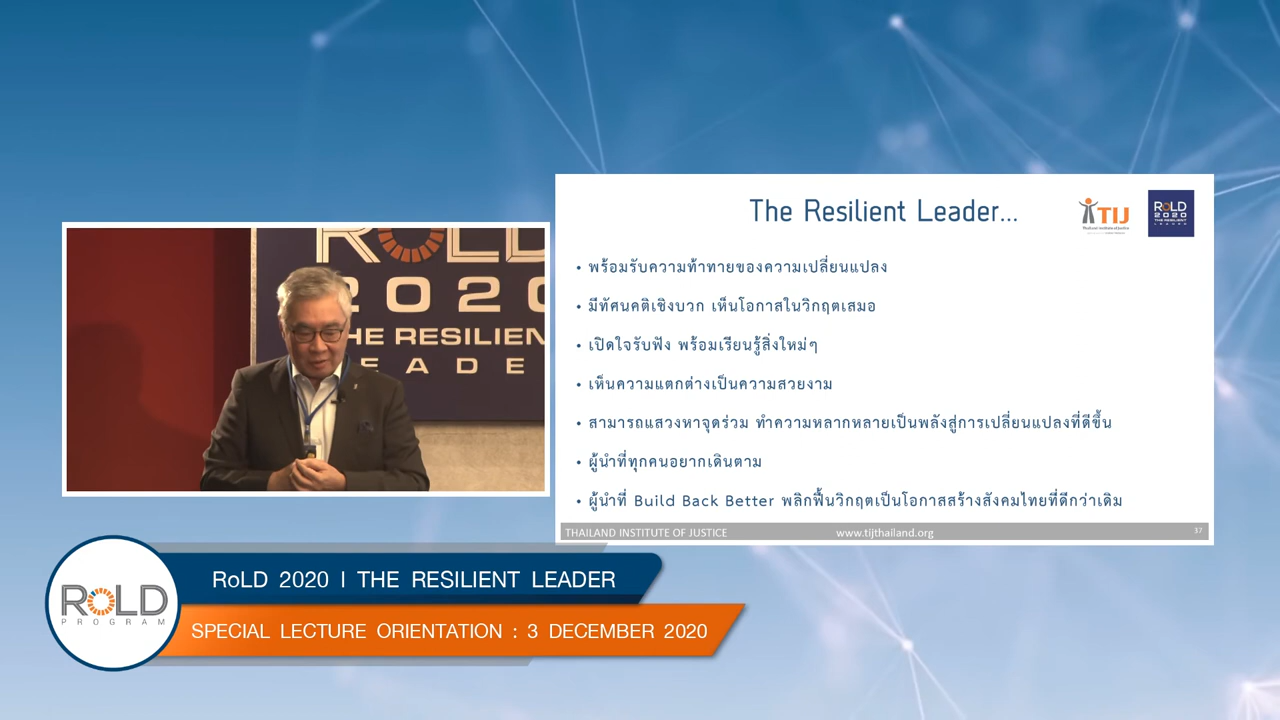 RoLD
2020
THE RESILIEN
EADE
The Resilient Leader...
TIJ
Thailand Institute of Justice
RoLD
2020
THE RESILIENT
LEADER
• พร้อมรับความท้าทายของความเปลี่ยนแปลง
• มีทัศนคติเชิงบวก เห็นโอกาสในวิกฤตเสมอ
• เปิดใจรับฟัง พร้อมเรียนรู้สิ่งใหม่ๆ
• เห็นความแตกต่างเป็นความสวยงาม
• สามารถแสวงหาจุดร่วม ทำความหลากหลายเป็นพลังสู่การเปลี่ยนแปลงที่ดีขึ้น
• ผู้นำที่ทุกคนอยากเดินตาม
• ผู้นำที่ Build Back Better พลิกฟื้นวิกฤตเป็นโอกาสสร้างสังคมไทยที่ดีกว่าเดิม
THAILAND INSTITUTE OF JUSTICE www.tijthailand.org 37
RoLD
PROGRAM
RoLD 2020 | THE RESILIENT LEADER
SPECIAL LECTURE ORIENTATION : 3 DECEMBER 2020